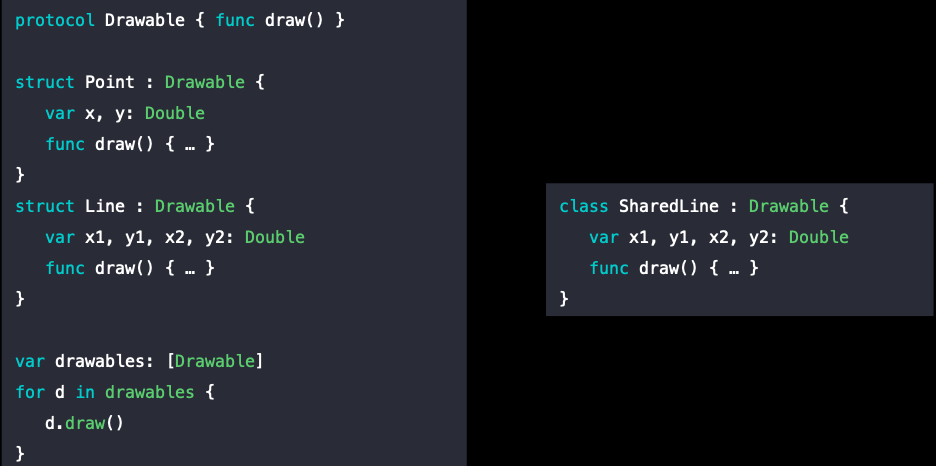 protocol Drawable { func draw() }
struct Point : Drawable {
   var x, y: Double
   func draw() { … }
}
struct Line : Drawable {
   var x1, y1, x2, y2: Double
   func draw() { … }
}
var drawables: [Drawable]
for d in drawables {
   d.draw()
}
class SharedLine : Drawable {
   var x1, y1, x2, y2: Double
   func draw() { … }
}